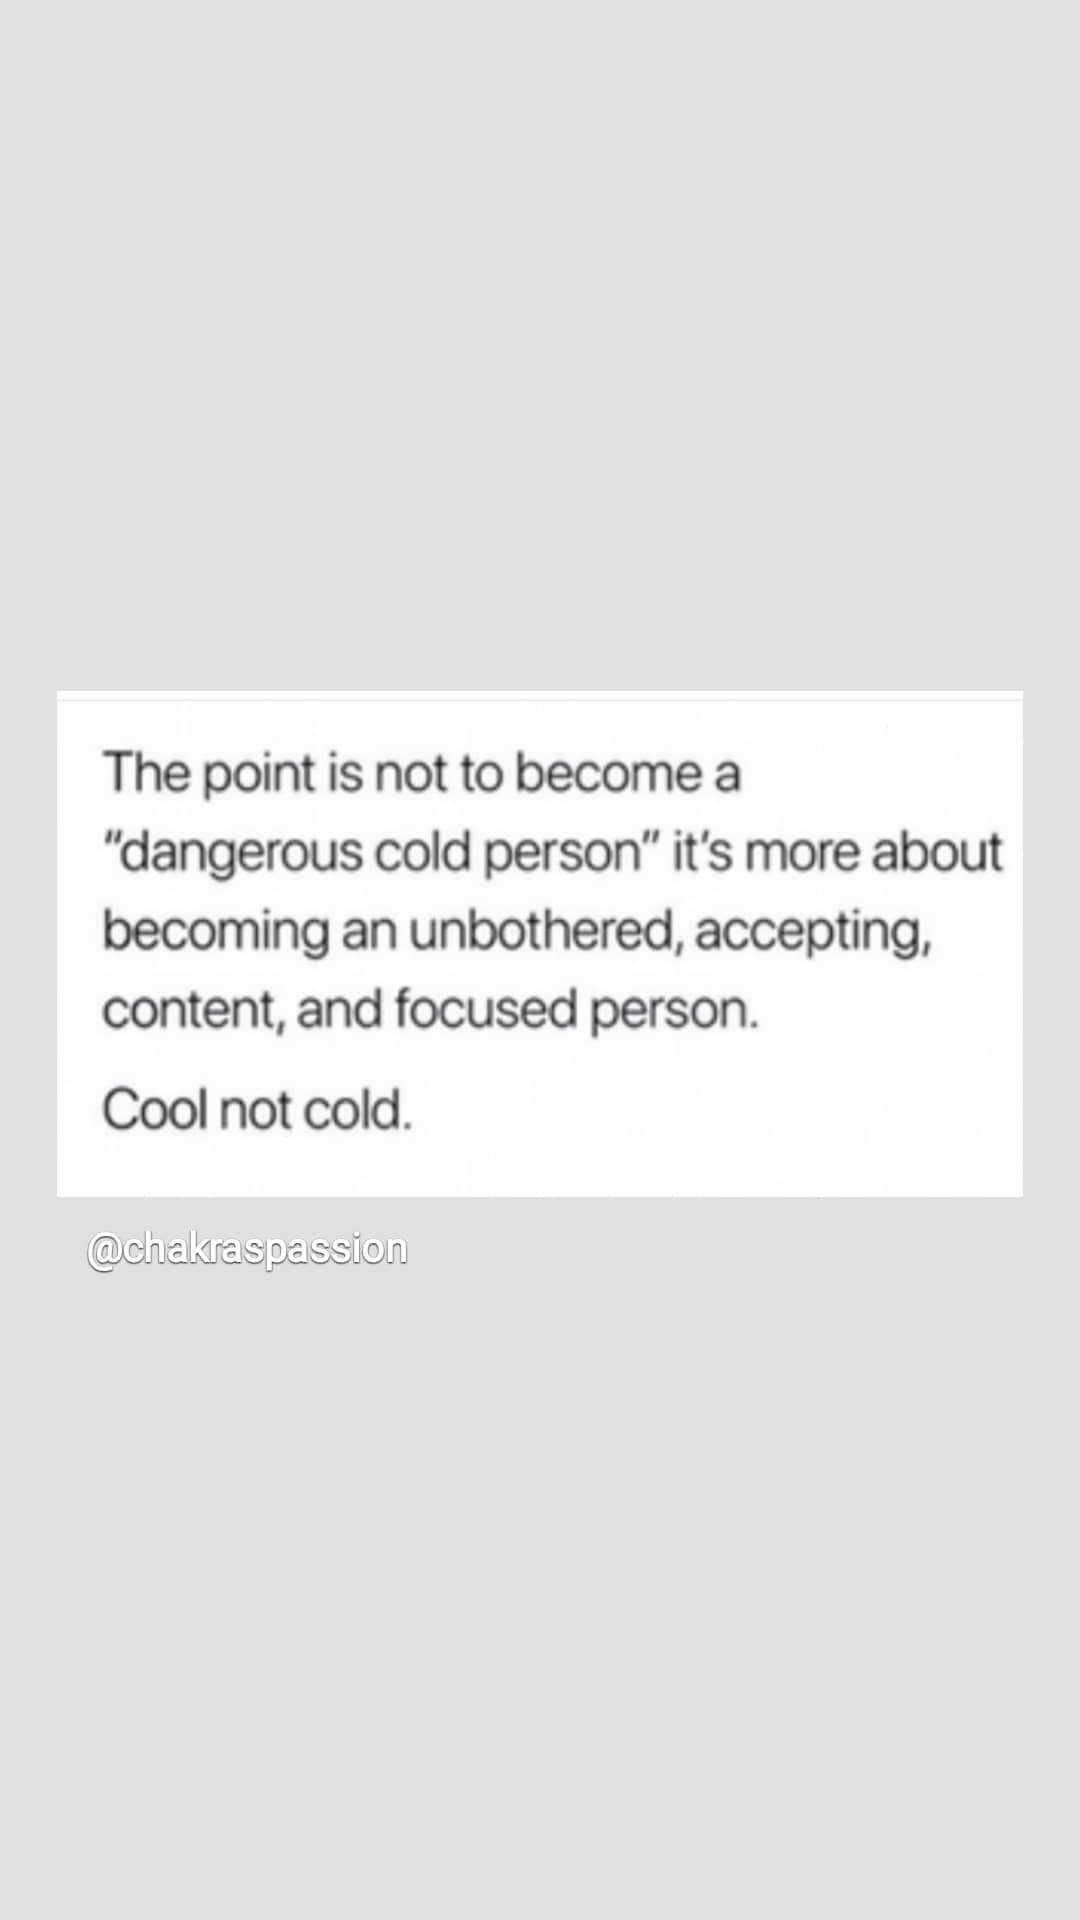 The point is not to become a
“dangerous cold person” it’s more about
becoming an unbothered, accepting,
content, and focused person.
Cool not cold.
@chakraspassion